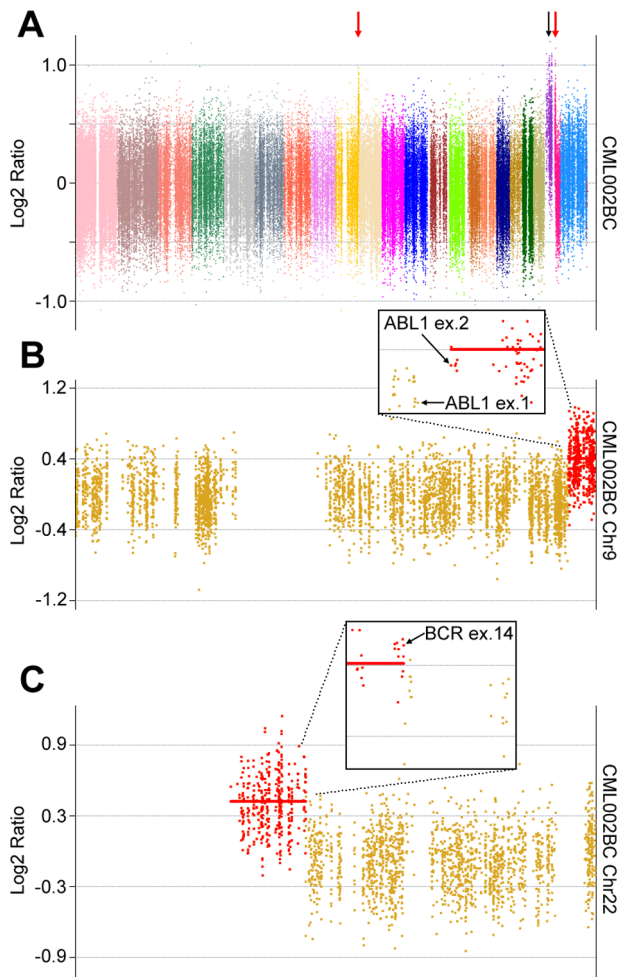 A
1.0
0
-1.0
Log2 Ratio
CML002BC
B
ABL1 ex.2
ABL1 ex.1
1.2
0.4
-0.4
-1.2
Log2 Ratio
CML002BC Chr9
C
BCR ex.14
0.9
0.3
-0.3
-0.9
Log2 Ratio
CML002BC Chr22